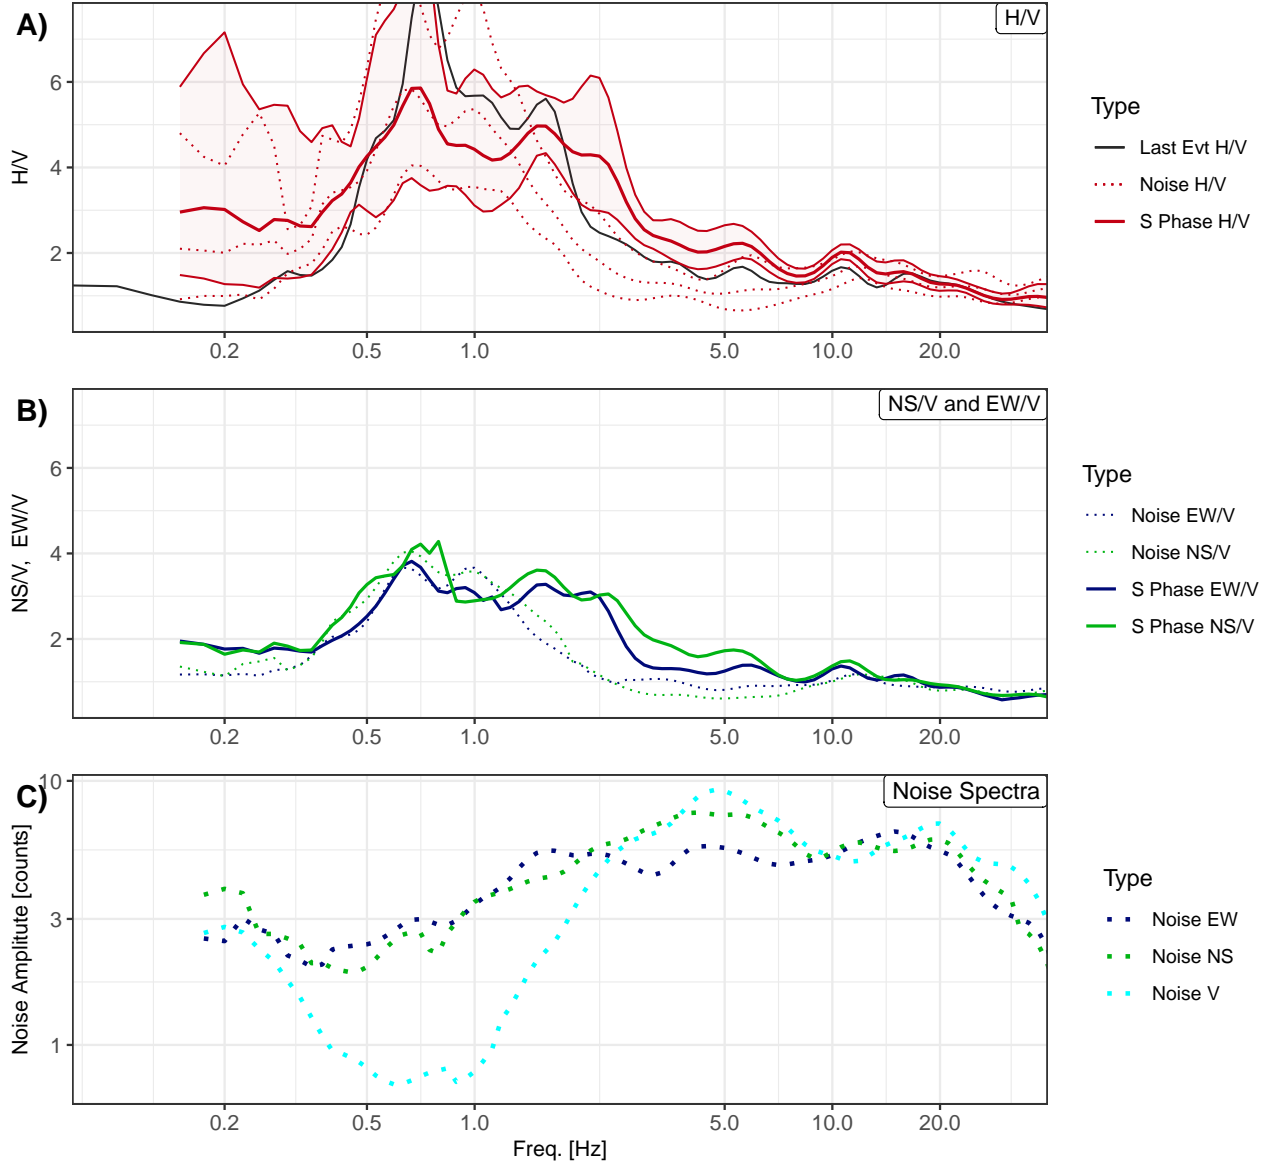 A)
H/V
6
4
2
H/V
0.2 0.5 1.0 5.0 10.0 20.0
Type
Last Evt H/V
Noise H/V
S Phase H/V
B)
NS/V and EW/V
6
4
2
NS/V, EW/V
0.2 0.5 1.0 5.0 10.0 20.0
Type
Noise EW/V
Noise NS/V
S Phase EW/V
S Phase NS/V
C)
Noise Spectra
10
3
1
Noise Amplitute [counts]
0.2 0.5 1.0 5.0 10.0 20.0
Freq. [Hz]
Type
Noise EW
Noise NS
Noise V